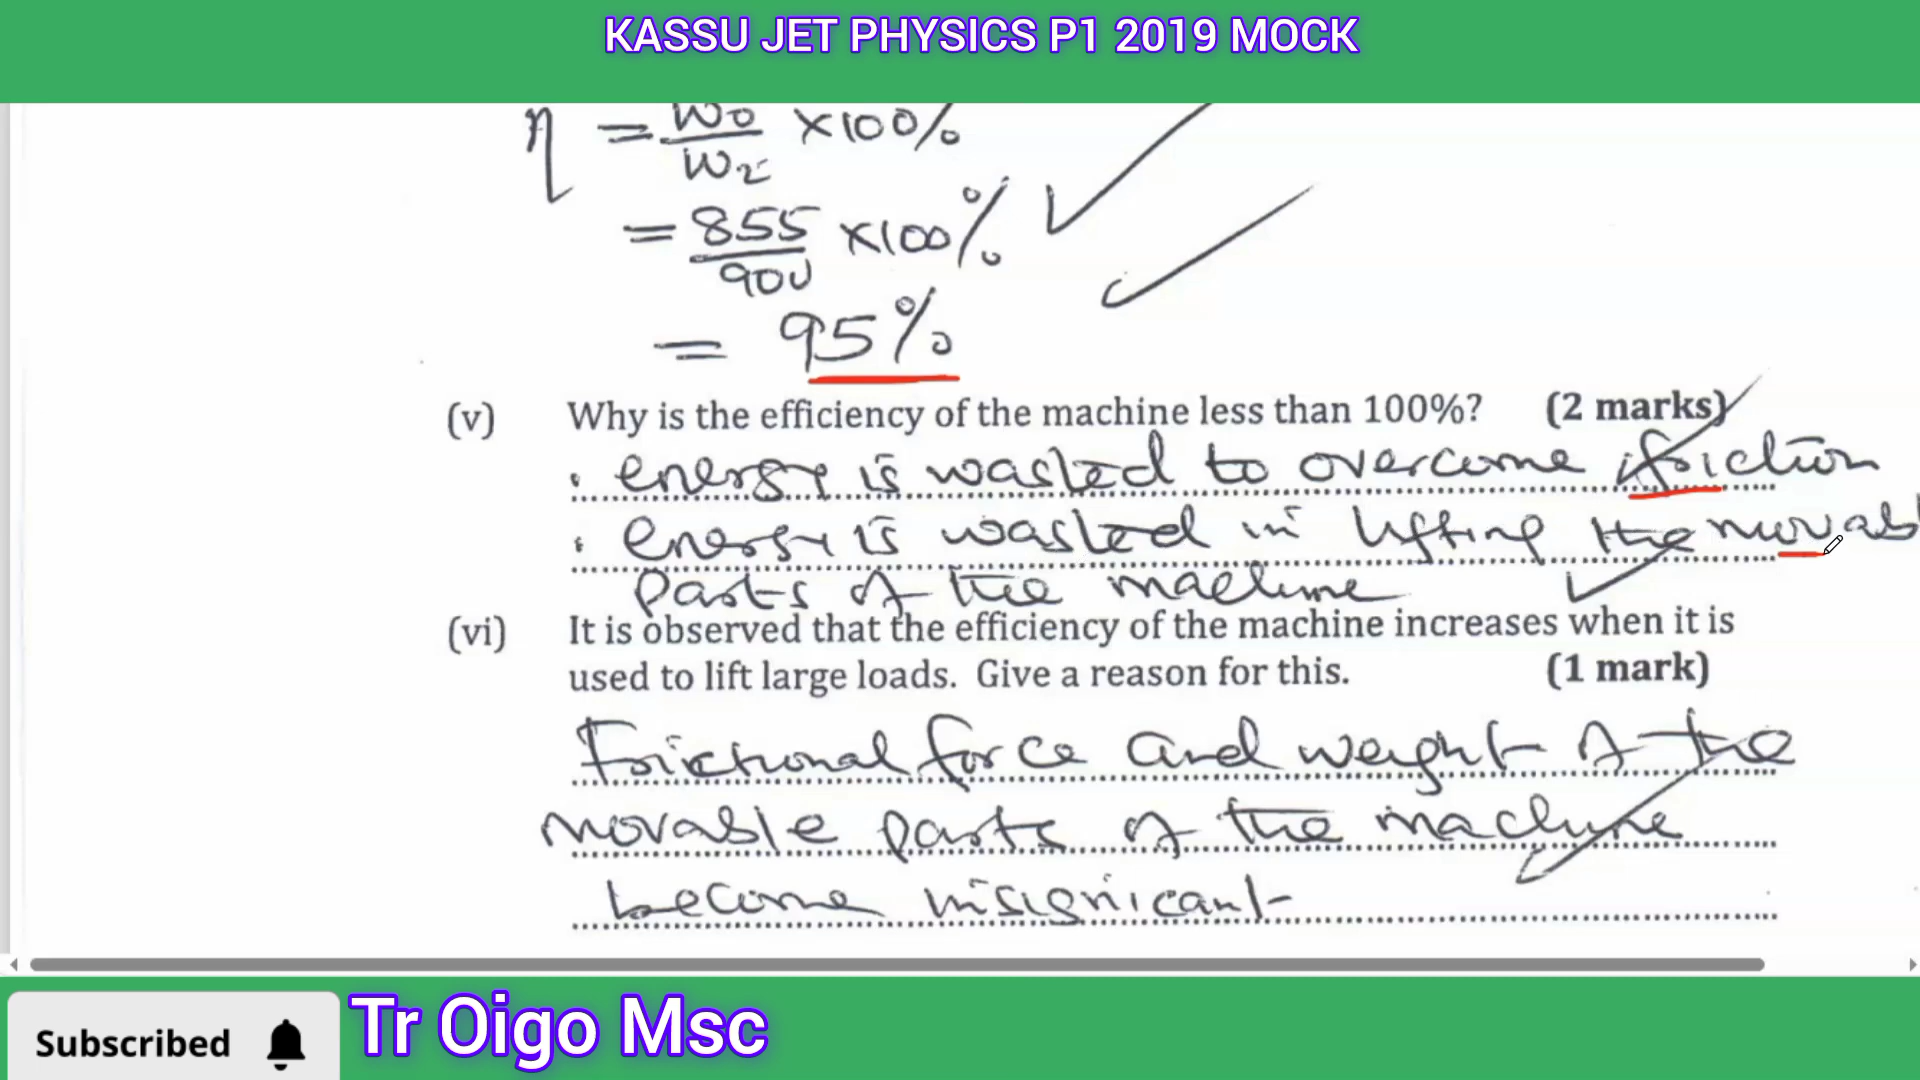 KASSU JET PHYSICS P1 2019 MOCK
η = Wo/W₂ ×100%
= 855/900 ×100%
= 95%
(v) Why is the efficiency of the machine less than 100%? (2 marks)
• energy is wasted to overcome friction
• energy is wasted in lifting the movab
parts of the machine
(vi) It is observed that the efficiency of the machine increases when it is
used to lift large loads. Give a reason for this. (1 mark)
Frictional force and weight of the
movable parts of the machine
become insignicant
Subscribed
Tr Oigo Msc